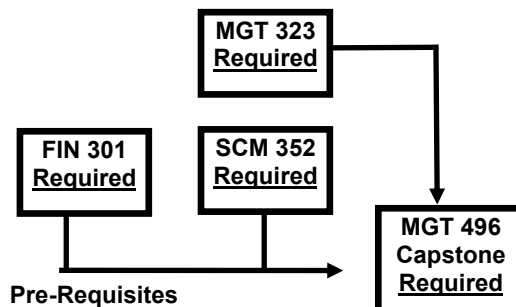 MGT 323
Required
FIN 301
Required
SCM 352
Required
MGT 496
Capstone
Required
Pre-Requisites